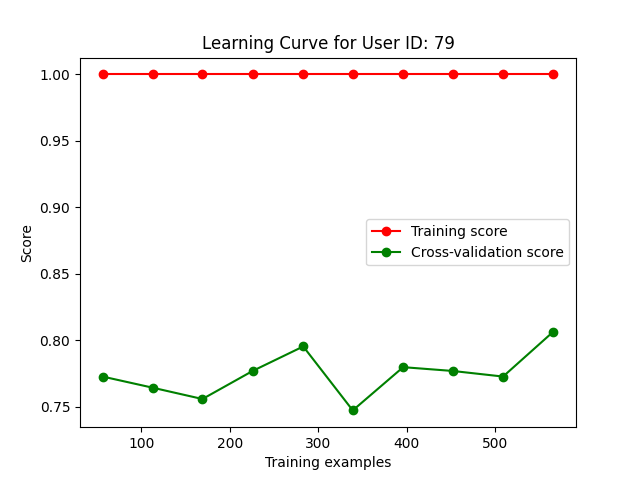 Learning Curve for User ID: 79
1.00
0.95
0.90
0.85
0.80
0.75
Score
Training score
Cross-validation score
100
200
300
400
500
Training examples